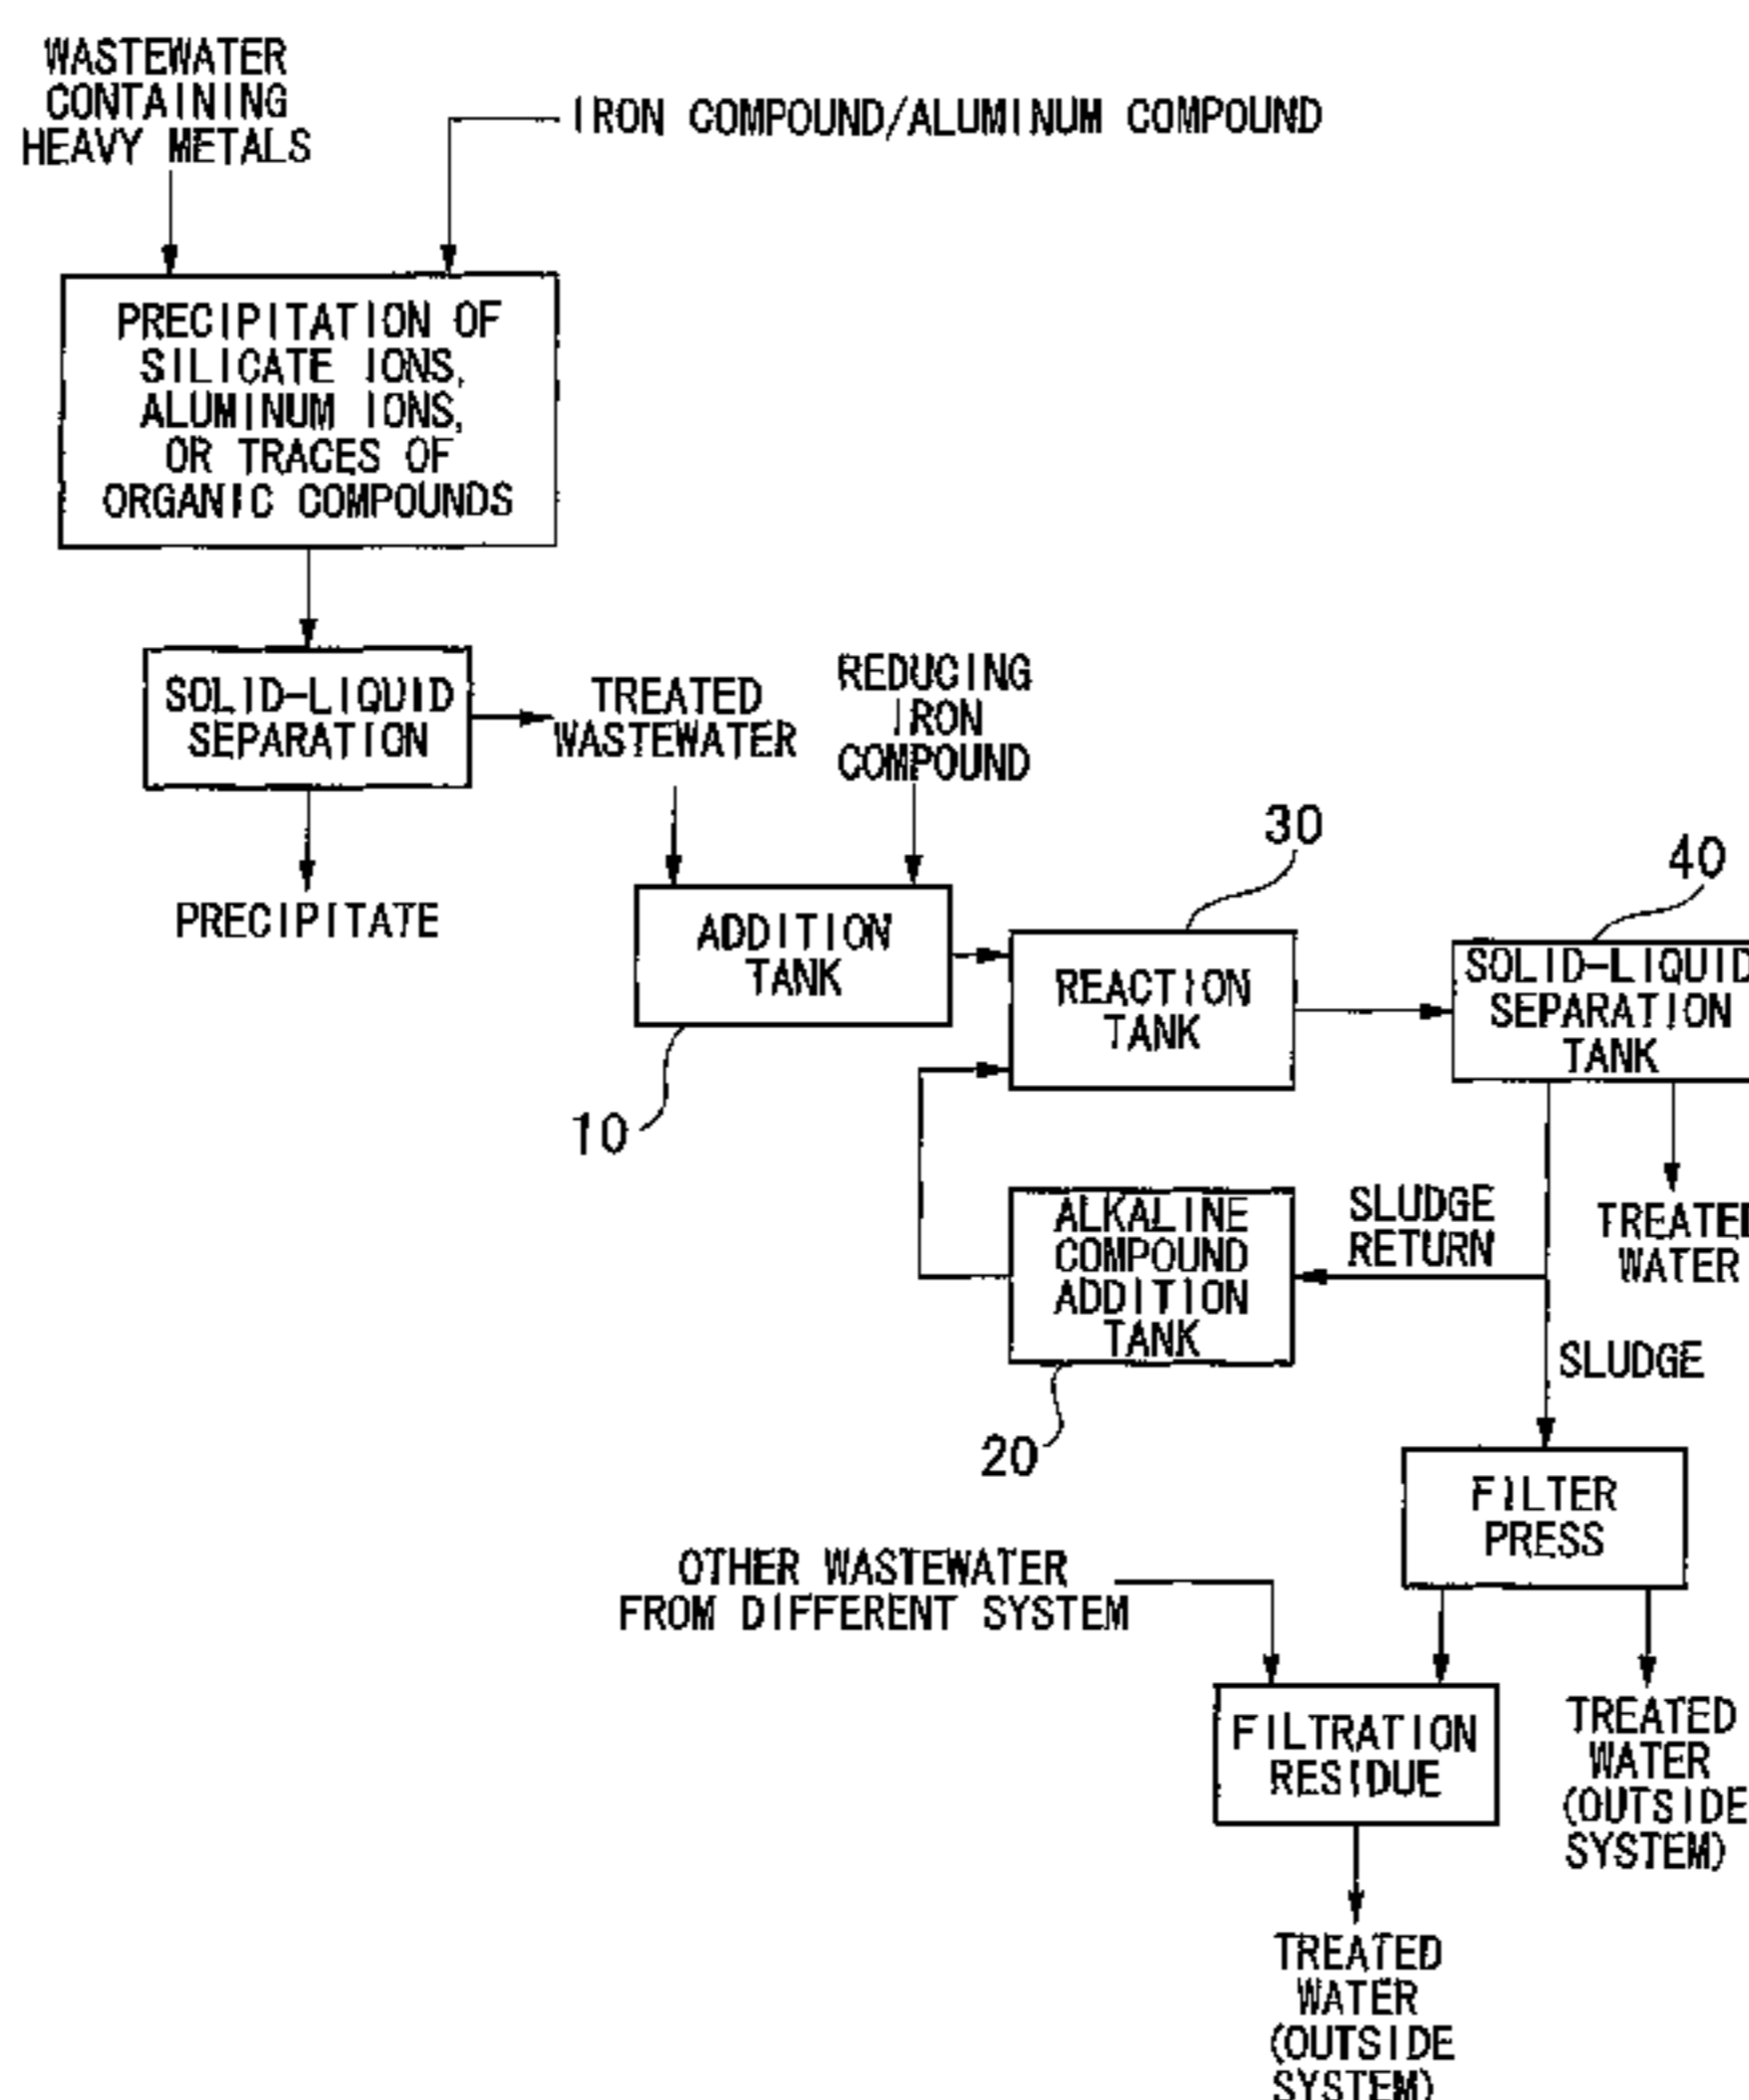 WASTEWATER
CONTAINING
HEAVY METALS
IRON COMPOUND/ALUMINUM COMPOUND
PRECIPITATION OF
SILICATE IONS,
ALUMINUM IONS,
OR TRACES OF
ORGANIC COMPOUNDS
SOLID-LIQUID
SEPARATION
TREATED
WASTEWATER
REDUCING
IRON
COMPOUND
PRECIPITATE
ADDITION
TANK
10
30
REACTION
TANK
40
SOLID-LIQUID
SEPARATION
TANK
ALKALINE
COMPOUND
ADDITION
TANK
20
SLUDGE
RETURN
TREATED
WATER
SLUDGE
FILTER
PRESS
OTHER WASTEWATER
FROM DIFFERENT SYSTEM
FILTRATION
RESIDUE
TREATED
WATER
(OUTSIDE
SYSTEM)
TREATED
WATER
(OUTSIDE
SYSTEM)